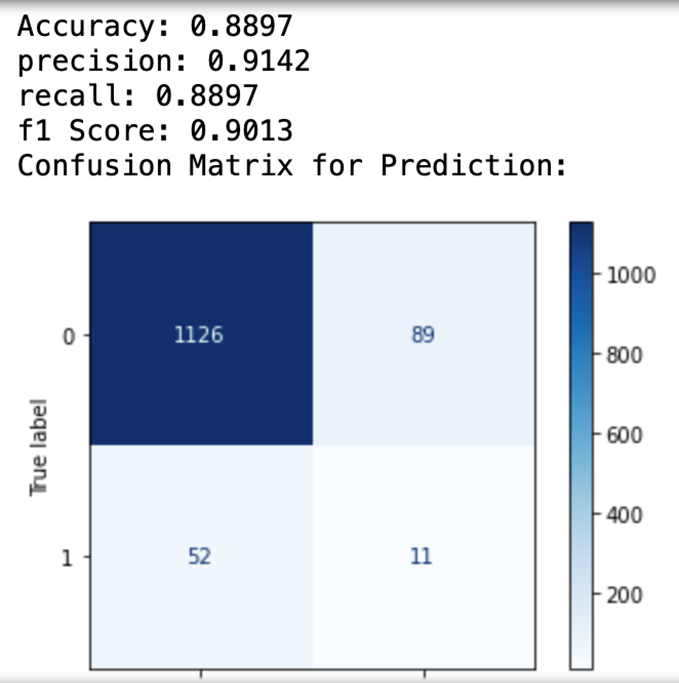 Accuracy: 0.8897
precision: 0.9142
recall: 0.8897
f1 Score: 0.9013
Confusion Matrix for Prediction:
1000
0
1126
89
800
600
True label
400
1
52
11
200